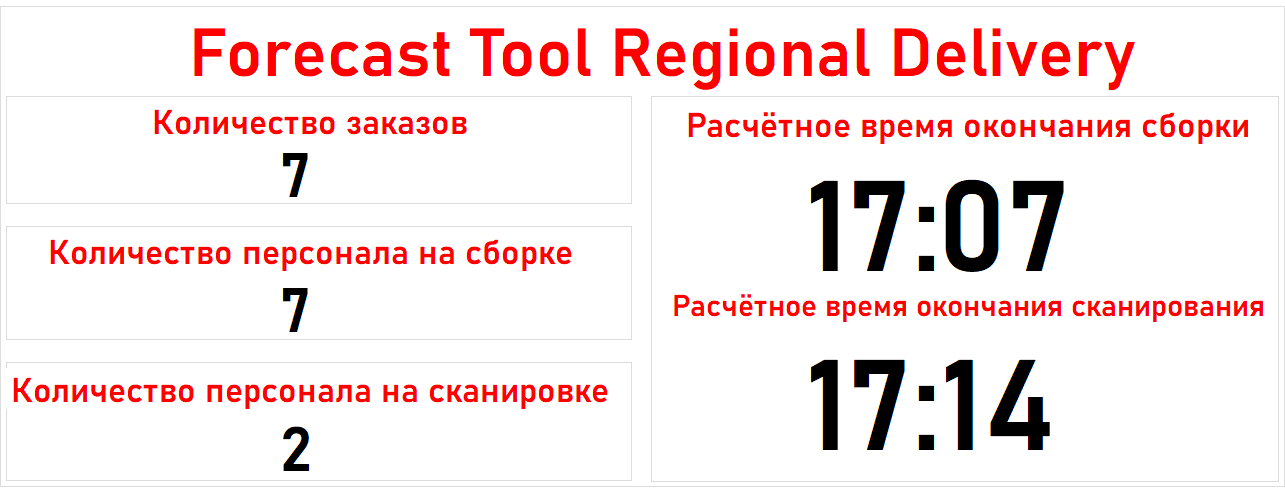 Forecast Tool Regional Delivery
Количество заказов
7
Количество персонала на сборке
7
Количество персонала на сканировке
2
Расчётное время окончания сборки
17:07
Расчётное время окончания сканирования
17:14